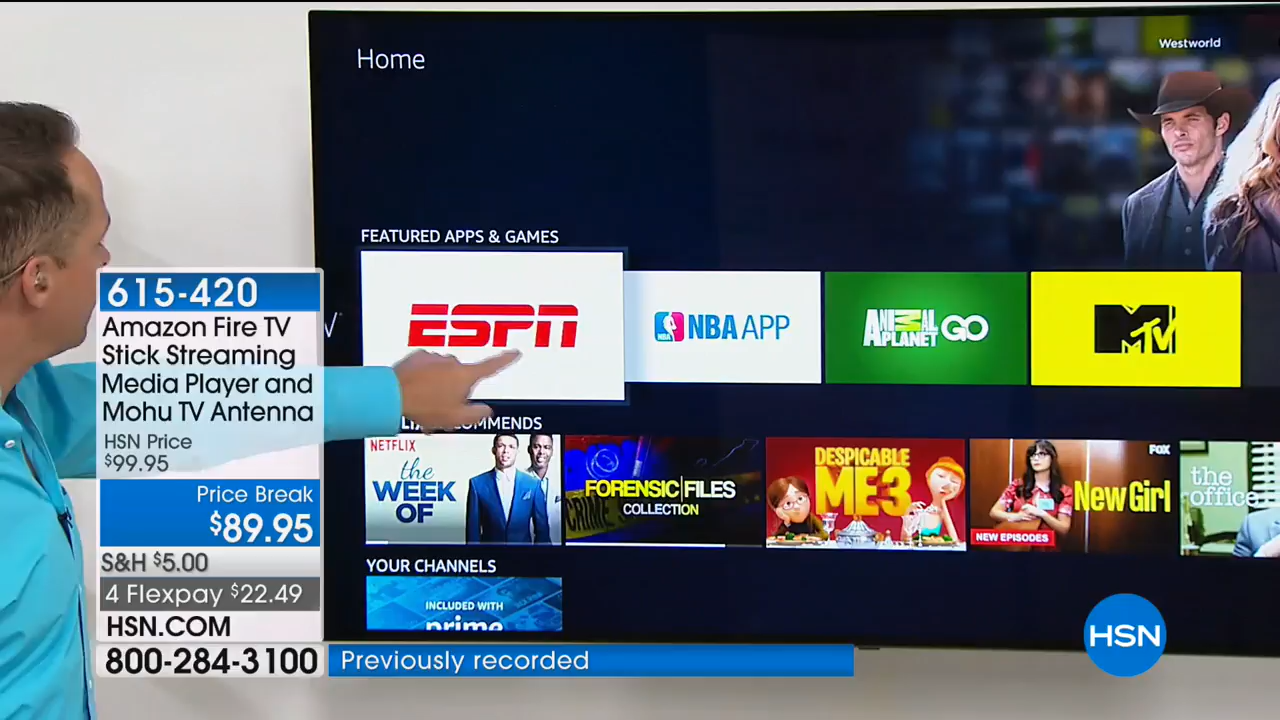 Home
Westworld
FEATURED APPS & GAMES
ESPN
NBA
NBA APP
ANIMAL
PLANET
GO
MTV
615-420
Amazon Fire TV
Stick Streaming
Media Player and
Mohu TV Antenna
HSN Price
$99.95
Price Break
$89.95
S&H $5.00
4 Flexpay $22.49
HSN.COM
800-284-3100
Previously recorded
NETFLIX
the
WEEK
OF
FORENSIC FILES
COLLECTION
CRIME
DESPICABLE
ME3
FOX
New Girl
NEW EPISODES
the
office
YOUR CHANNELS
INCLUDED WITH
prime
HSN